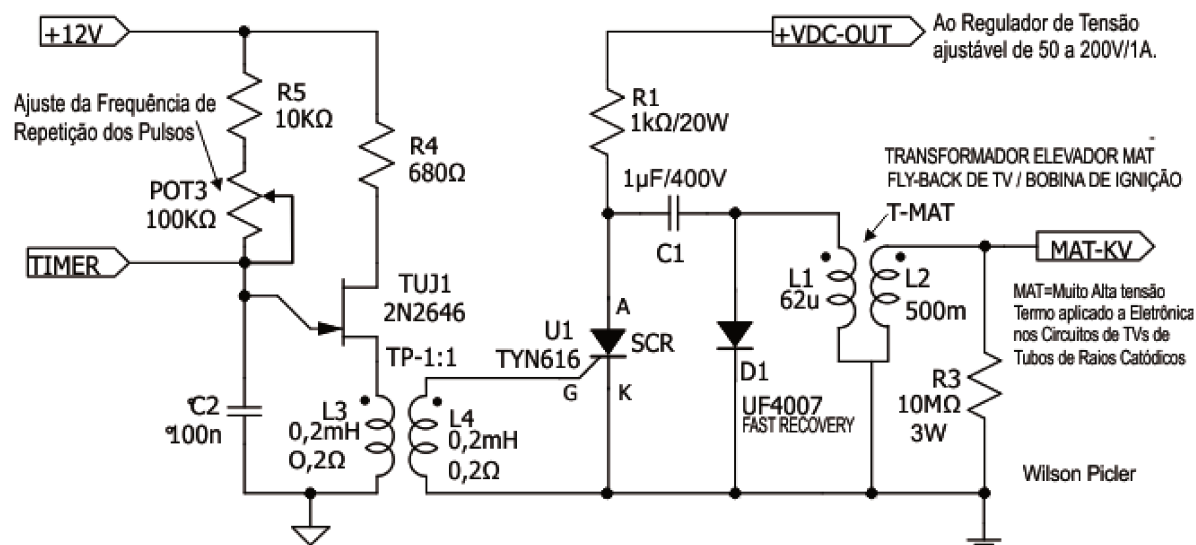 +12V
+VDC-OUT
Ao Regulador de Tensão
ajustável de 50 a 200V/1A.
Ajuste da Frequência de
Repetição dos Pulsos
R5
10KΩ
R4
680Ω
R1
1kΩ/20W
POT3
100KΩ
TRANSFORMADOR ELEVADOR MAT
FLY-BACK DE TV / BOBINA DE IGNIÇÃO
1µF/400V
C1
T-MAT
TIMER
MAT-KV
TUJ1
2N2646
L1
62u
L2
500m
MAT=Muito Alta tensão
Termo aplicado a Eletrônica
nos Circuitos de TVs de
Tubos de Raios Catódicos
A
U1
TYN616
SCR
G
K
TP-1:1
D1
UF4007
FAST RECOVERY
R3
10MΩ
3W
C2
100n
L3
0,2mH
O,2Ω
L4
0,2mH
0,2Ω
Wilson Picler